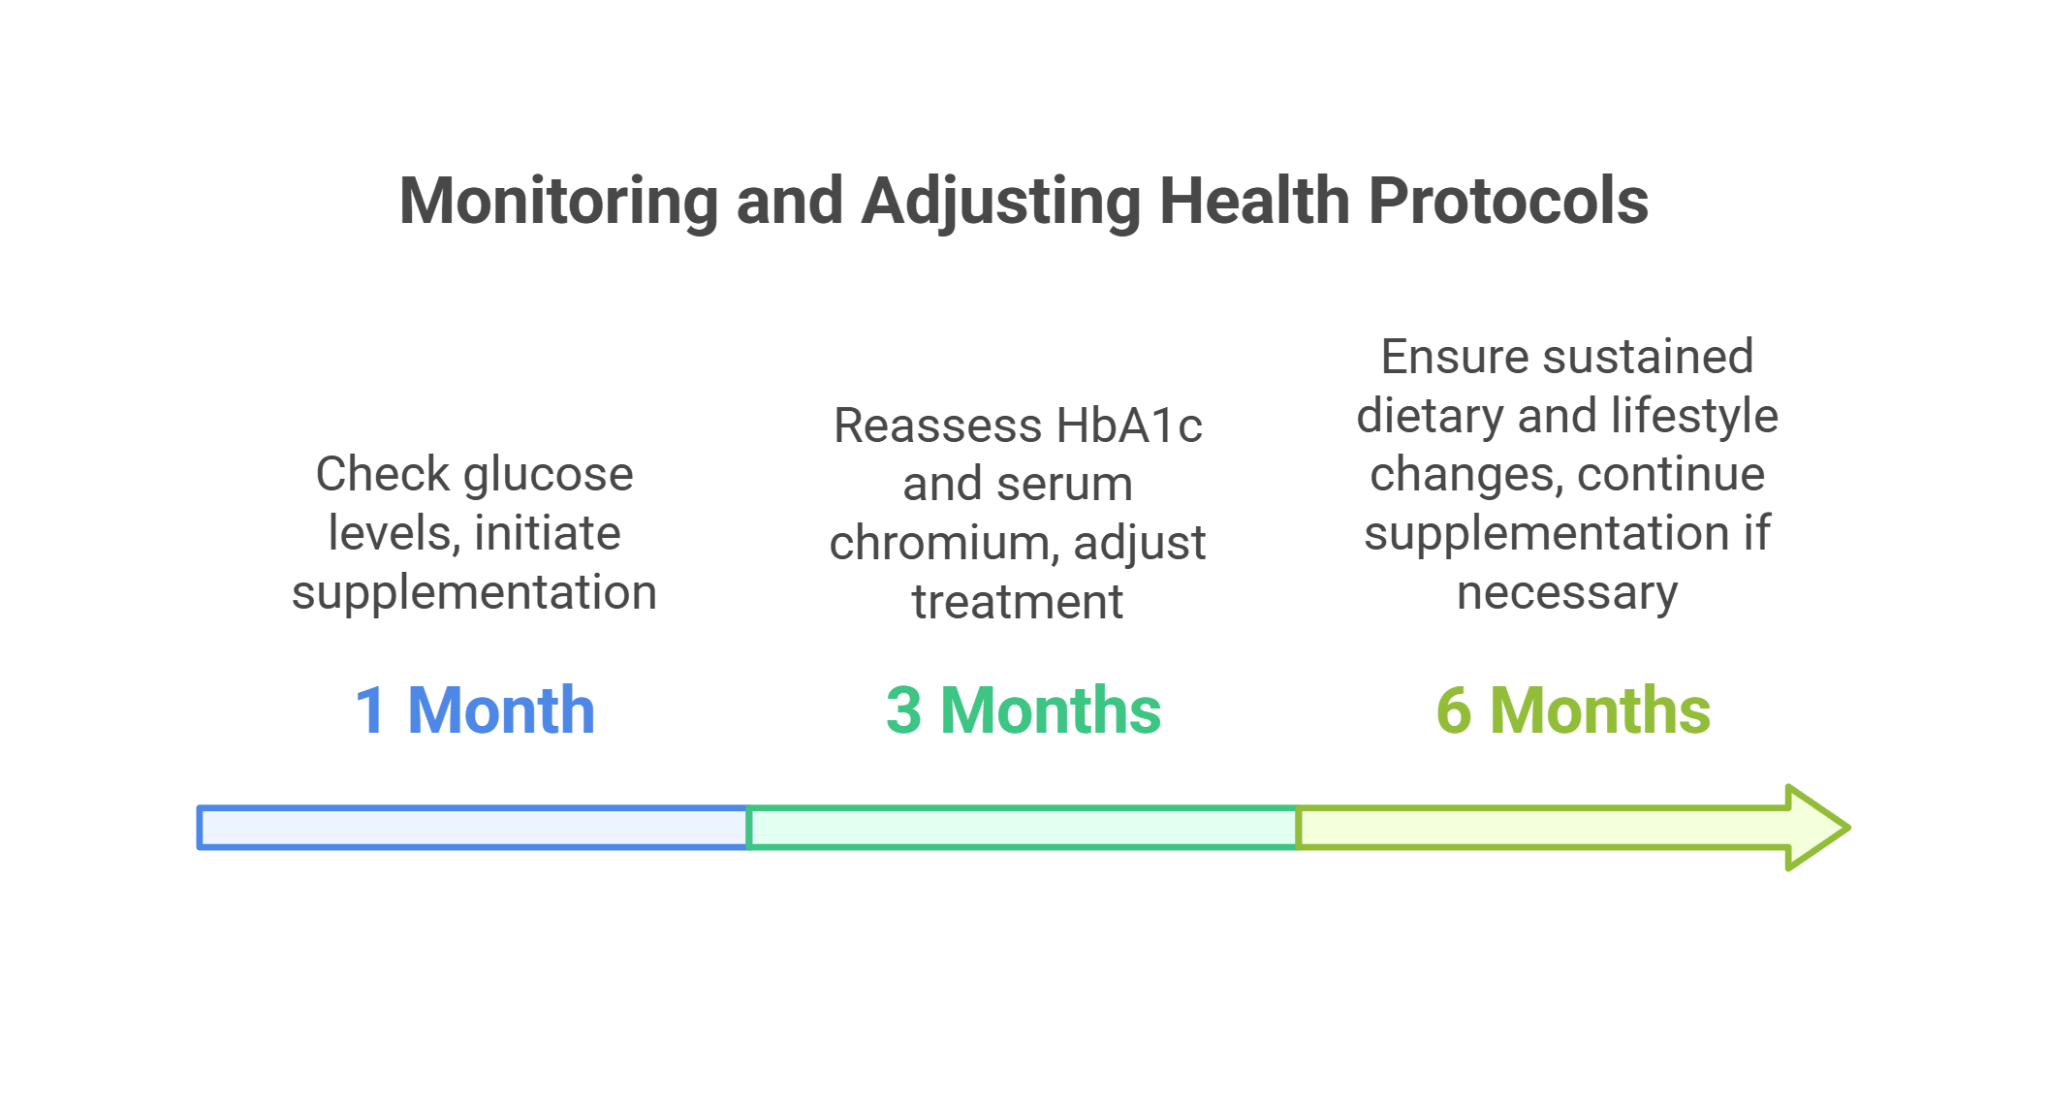 Monitoring and Adjusting Health Protocols
Check glucose
levels, initiate
supplementation
1 Month
Reassess HbA1c
and serum
chromium, adjust
treatment
3 Months
Ensure sustained
dietary and lifestyle
changes, continue
supplementation if
necessary
6 Months